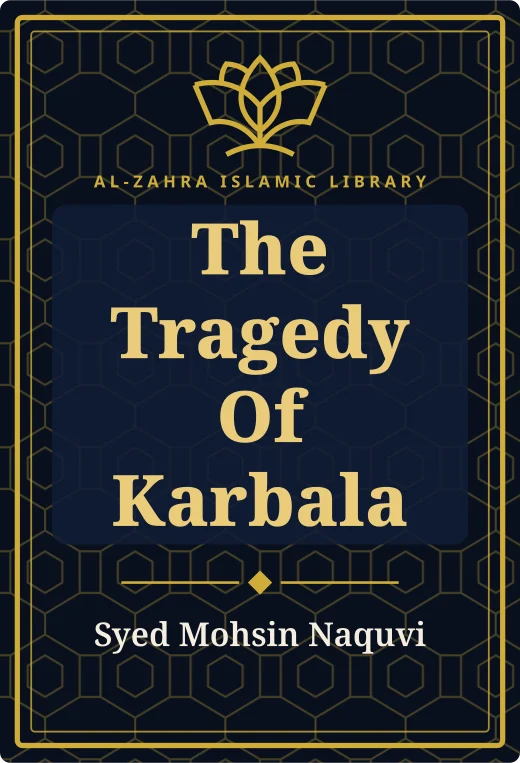 AL-ZAHRA ISLAMIC LIBRARY
The
Tragedy
Of
Karbala
Syed Mohsin Naquvi